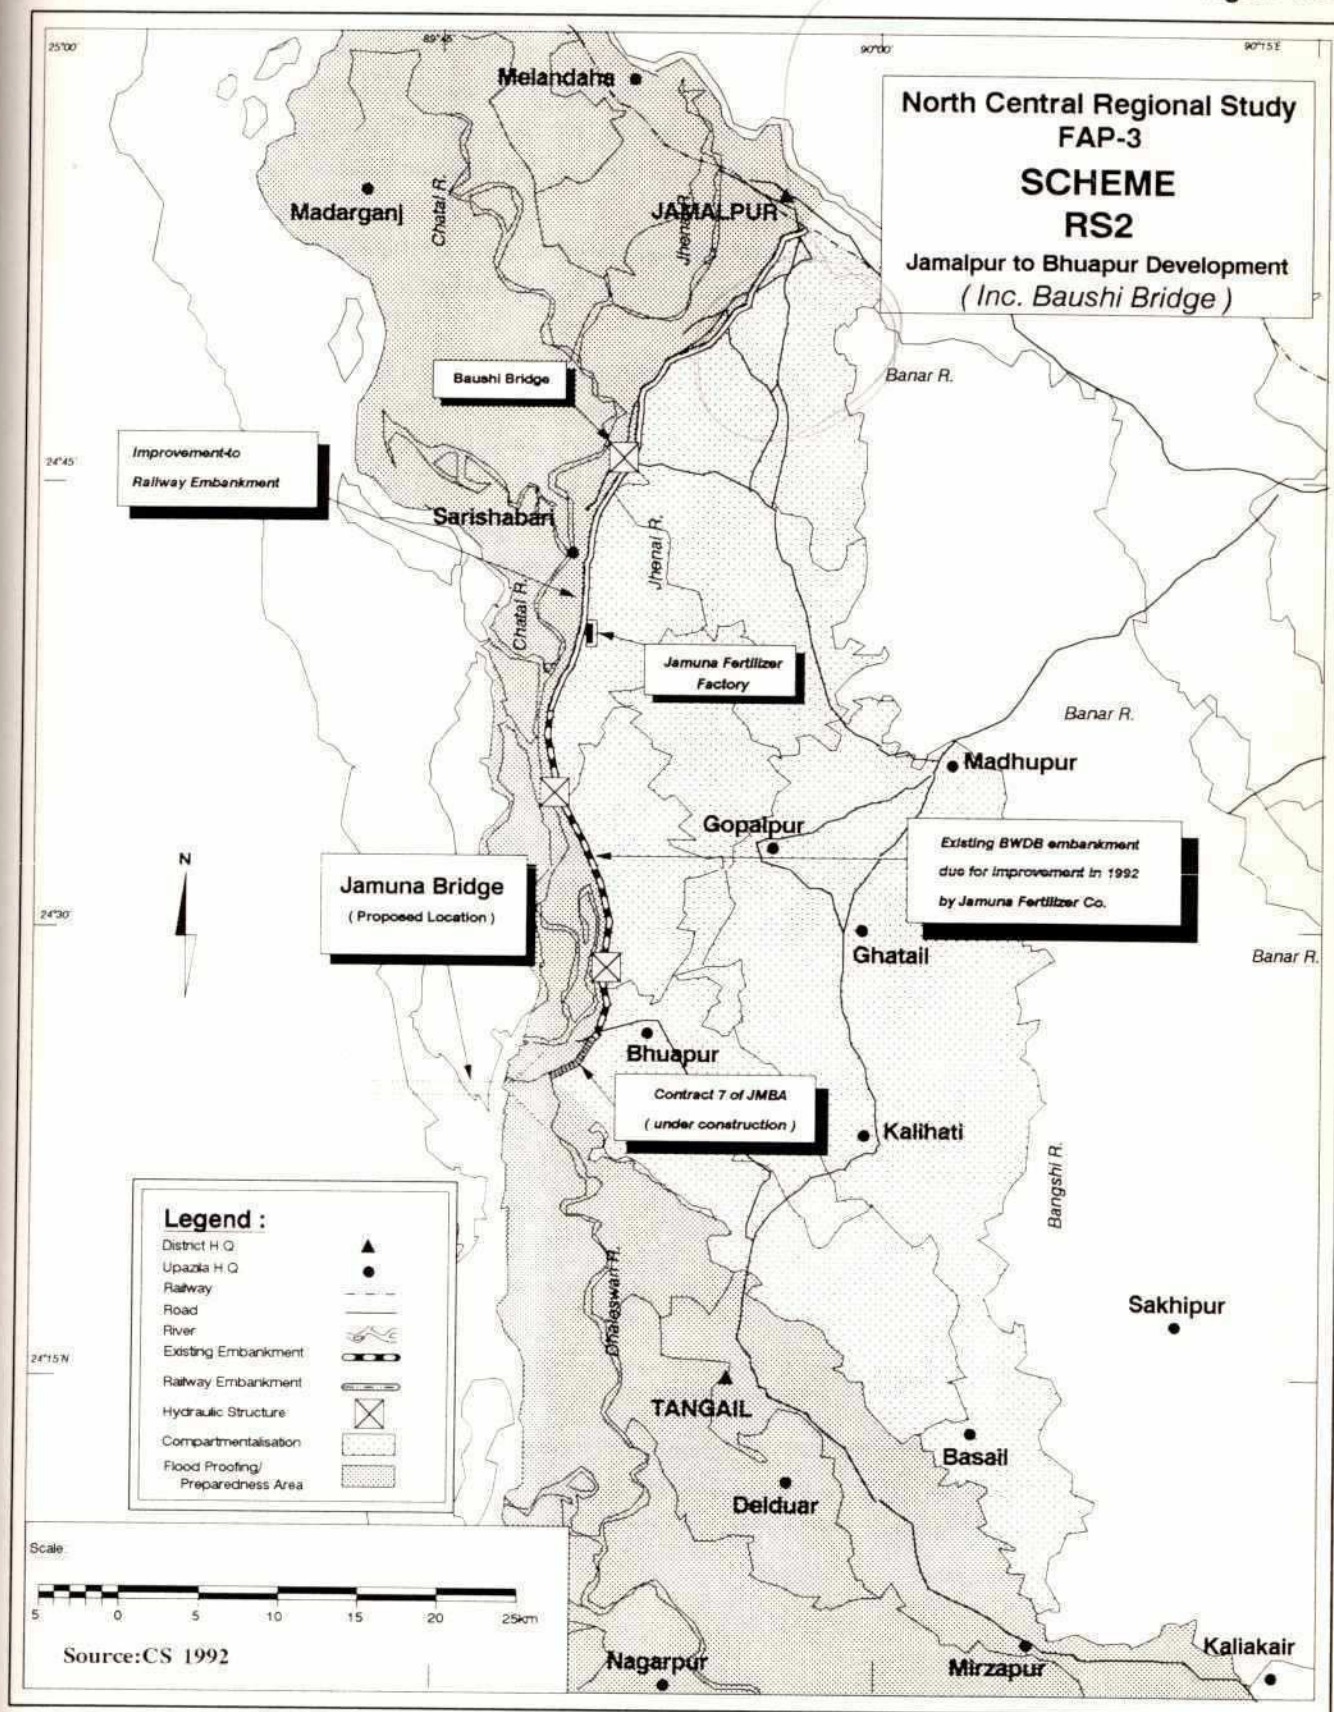 25°00'
89°45'
90°00'
90°15'E
North Central Regional Study
FAP-3
SCHEME
RS2
Jamalpur to Bhuapur Development
( Inc. Baushi Bridge )
Melandaha
Madarganj
Chatal R.
Jhenai R.
JAMALPUR
Banar R.
Baushi Bridge
24°45'
Improvement to
Railway Embankment
Sarishabari
Jhenai R.
Chatal R.
Jamuna Fertilizer
Factory
Banar R.
Madhupur
Gopalpur
Existing BWDB embankment
due for improvement in 1992
by Jamuna Fertilizer Co.
N
Jamuna Bridge
( Proposed Location )
24°30'
Ghatail
Banar R.
Bhuapur
Contract 7 of JMBA
( under construction )
Kalihati
Bangshi R.
Legend :
District H.Q
Upazila H.Q
Railway
Road
River
Existing Embankment
Railway Embankment
Hydraulic Structure
Compartmentalisation
Flood Proofing/
Preparedness Area
Dhaleswari R.
Sakhipur
24°15'N
TANGAIL
Basail
Delduar
Scale:
5 0 5 10 15 20 25km
Source:CS 1992
Nagarpur
Mirzapur
Kaliakair